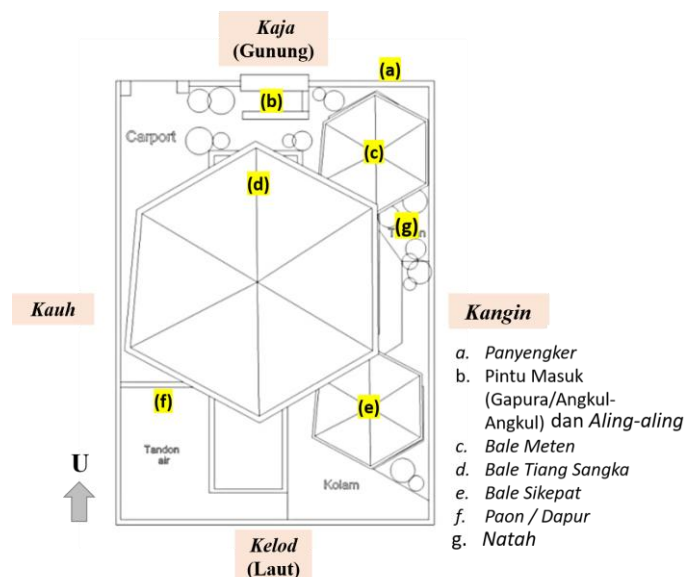 Kaja
(Gunung)
(a)
(b)
Carport
(c)
(d)
(g)
Kauh
Kangin
a. Panyengker
b. Pintu Masuk
(Gapura/Angkul-
Angkul) dan Aling-aling
c. Bale Meten
d. Bale Tiang Sangka
e. Bale Sikepat
f. Paon / Dapur
g. Natah
(e)
(f)
Tandon
air
Kolam
U
Kelod
(Laut)